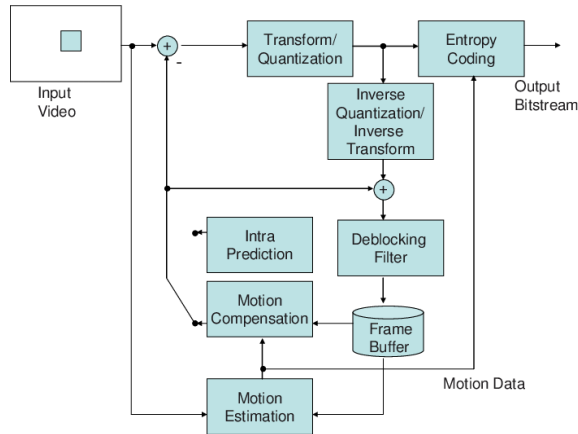 Input
Video
+
-
Transform/
Quantization
Entropy
Coding
Output
Bitstream
Inverse
Quantization/
Inverse
Transform
+
Intra
Prediction
Deblocking
Filter
Motion
Compensation
Frame
Buffer
Motion Data
Motion
Estimation